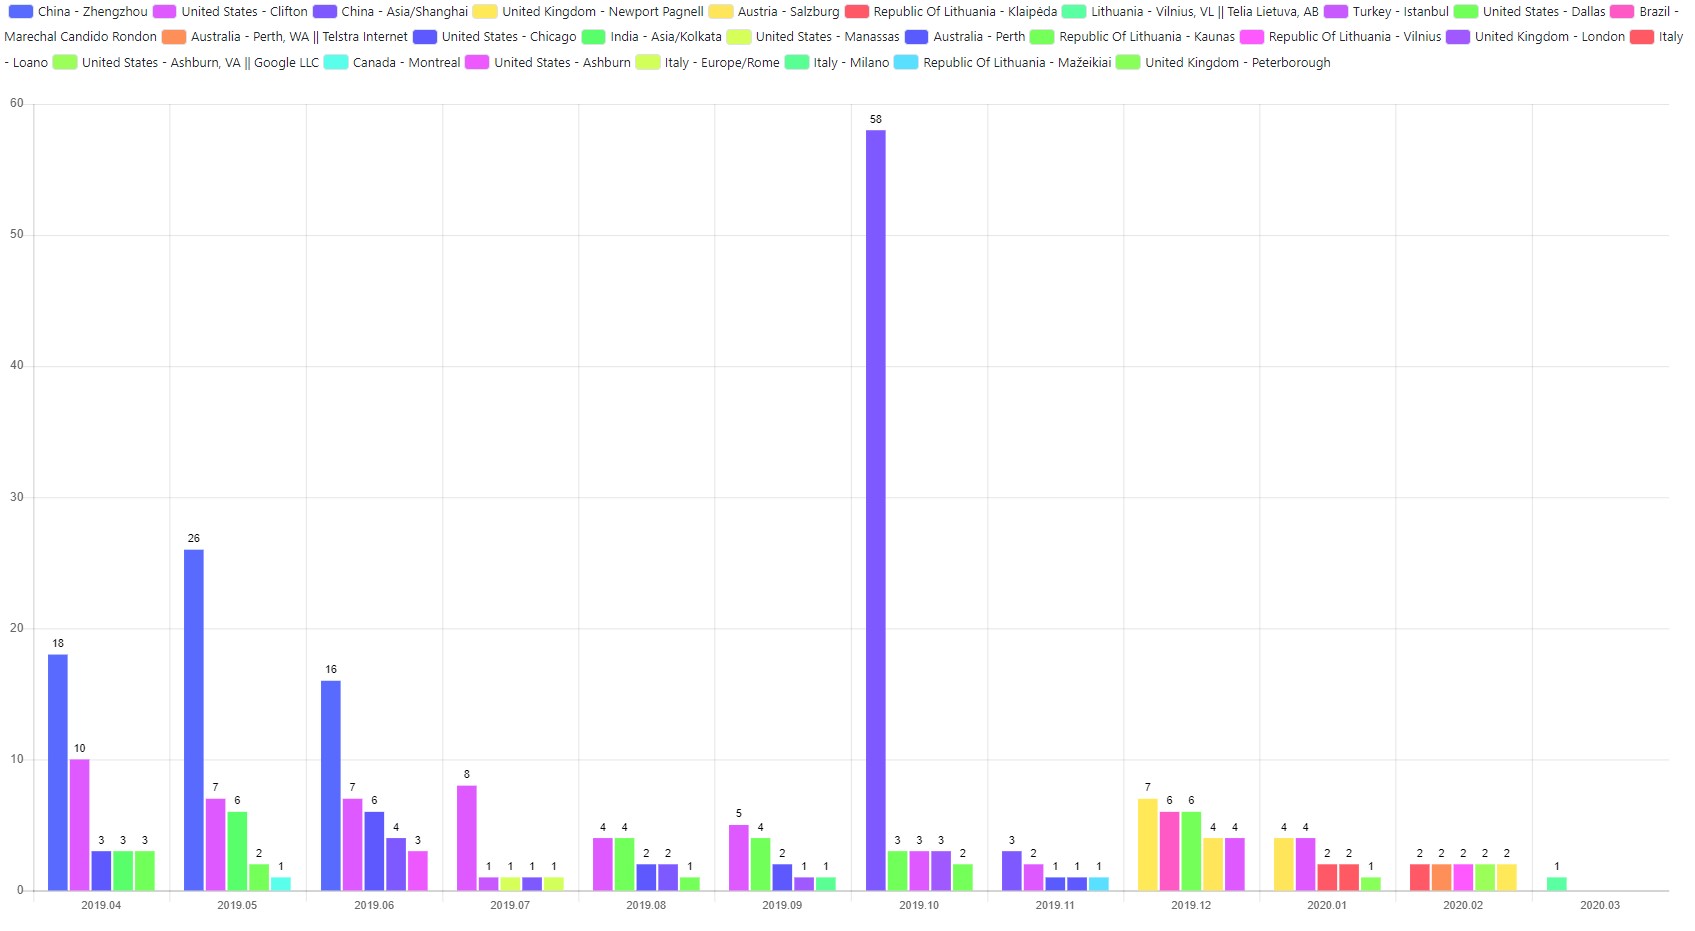 China - Zhengzhou United States - Clifton China - Asia/Shanghai United Kingdom - Newport Pagnell Austria - Salzburg Republic Of Lithuania - Klaipėda Lithuania - Vilnius, VL || Telia Lietuva, AB Turkey - Istanbul United States - Dallas Brazil -
Marechal Candido Rondon Australia - Perth, WA || Telstra Internet United States - Chicago India - Asia/Kolkata United States - Manassas Australia - Perth Republic Of Lithuania - Kaunas Republic Of Lithuania - Vilnius United Kingdom - London Italy
- Loano United States - Ashburn, VA || Google LLC Canada - Montreal United States - Ashburn Italy - Europe/Rome Italy - Milano Republic Of Lithuania - Mažeikiai United Kingdom - Peterborough
60
58
50
40
30
26
20
18
16
10
10
8
7 7 7
6 6 6 6
5
4 4 4 4 4 4 4 4
3 3 3 3 3 3 3 3
2 2 2 2 2 2 2 2 2 2 2 2 2 2
1 1 1 1 1 1 1 1 1 1 1 1 1
0
2019.04 2019.05 2019.06 2019.07 2019.08 2019.09 2019.10 2019.11 2019.12 2020.01 2020.02 2020.03